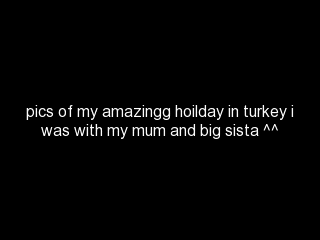 pics of my amazingg hoilday in turkey i
was with my mum and big sista ^^